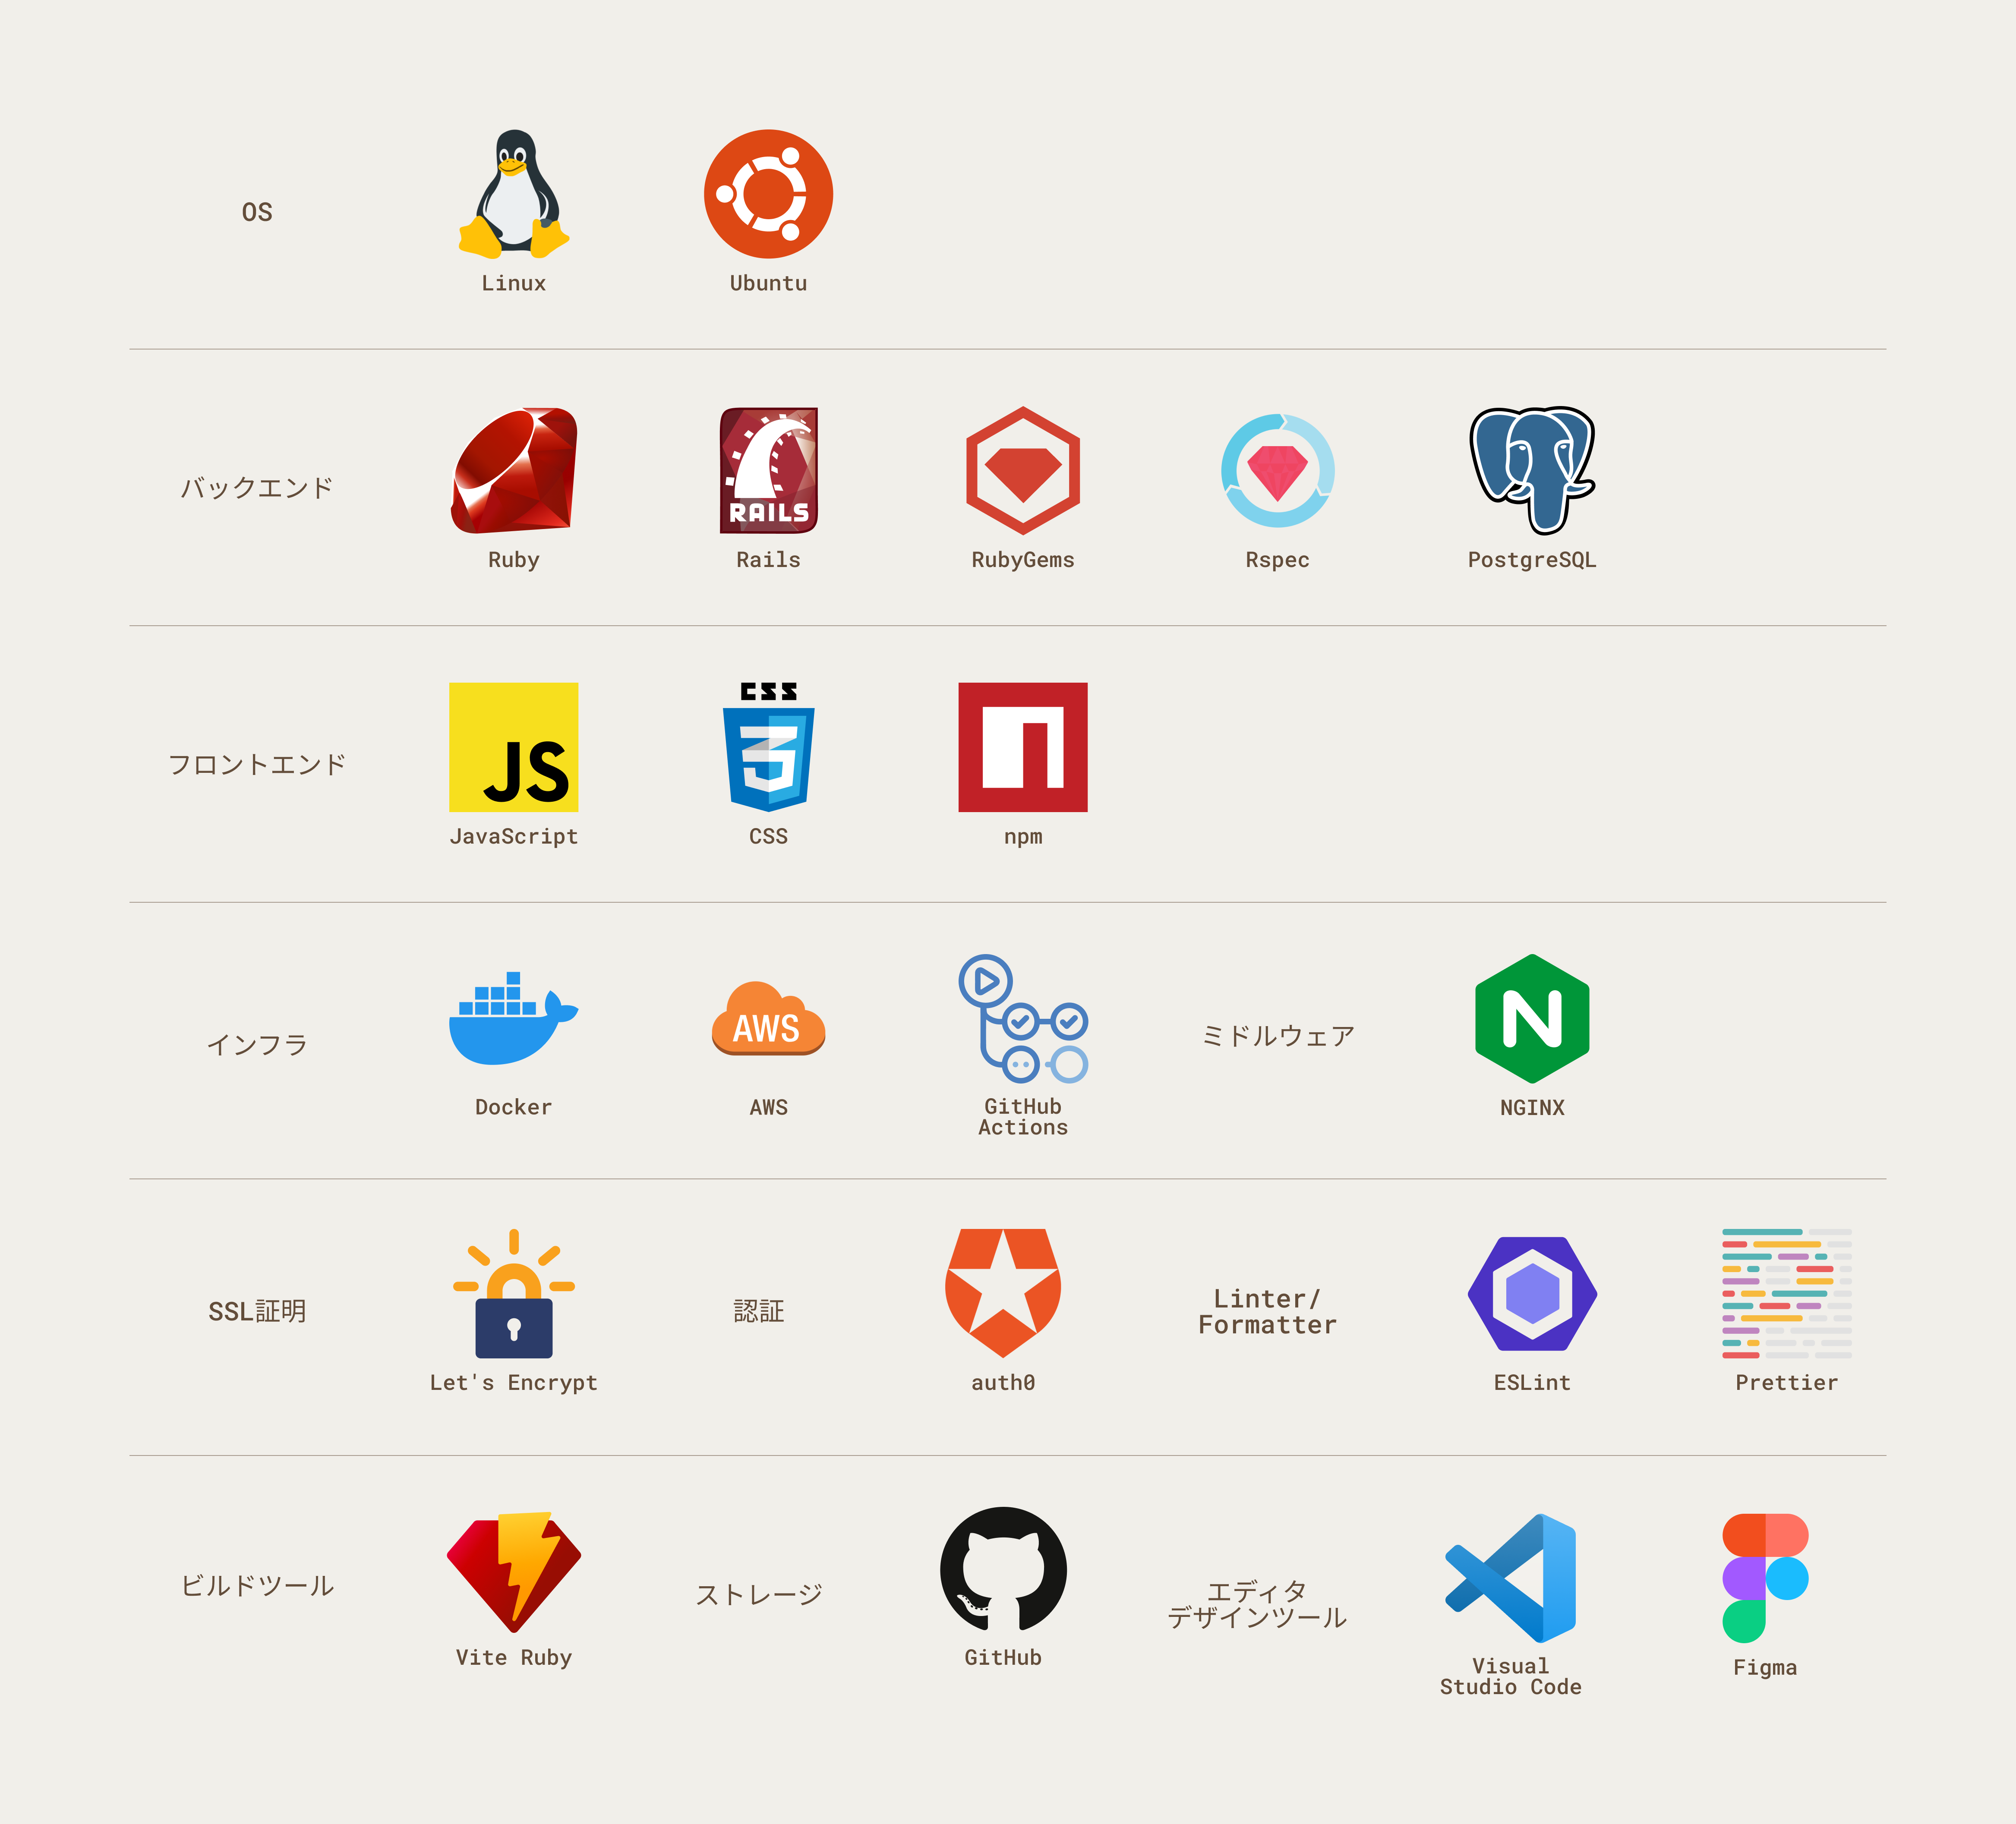 OS
Linux
Ubuntu
バックエンド
RAILS
Ruby
Rails
RubyGems
Rspec
PostgreSQL
フロントエンド
JS
CSS
JavaScript
CSS
npm
インフラ
AWS
Docker
AWS
GitHub
Actions
ミドルウェア
N
NGINX
SSL証明
Let's Encrypt
認証
auth0
Linter/
Formatter
ESLint
Prettier
ビルドツール
Vite Ruby
ストレージ
GitHub
エディタ
デザインツール
Visual
Studio Code
Figma